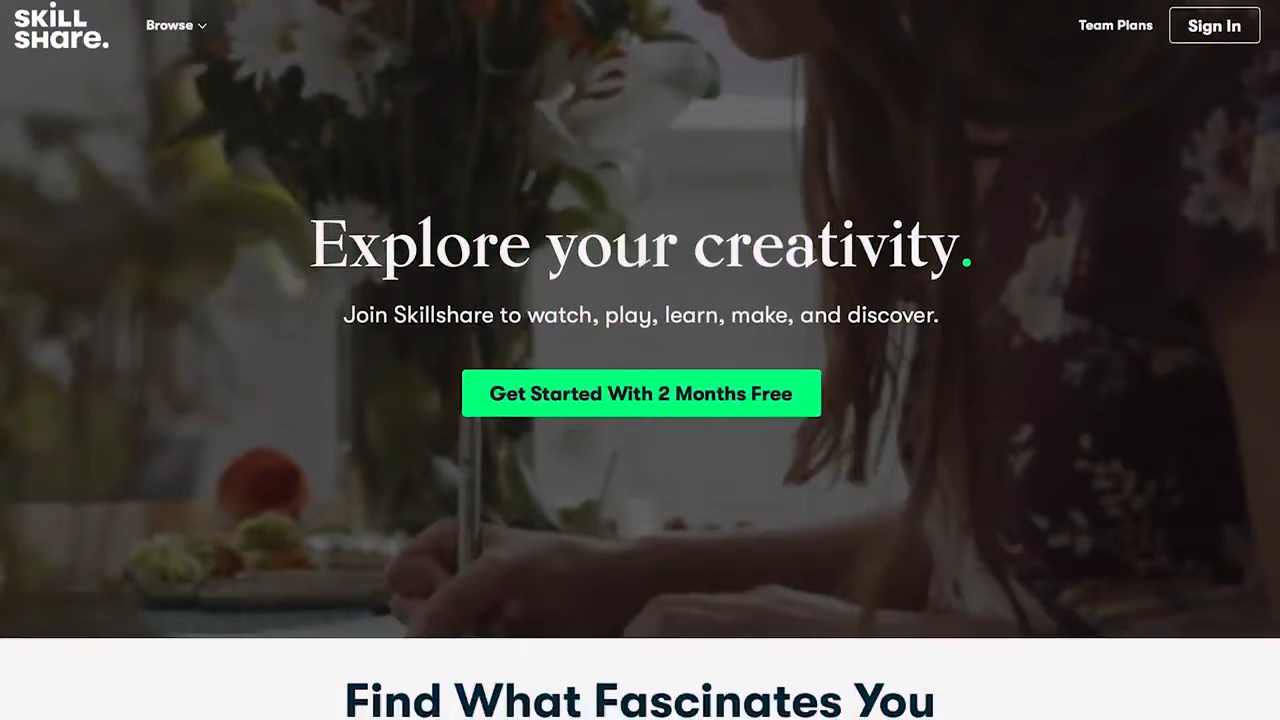 SKiLL
SHare.
Browse
Team Plans
Sign In
Explore your creativity.
Join Skillshare to watch, play, learn, make, and discover.
Get Started With 2 Months Free
Find What Fascinates You